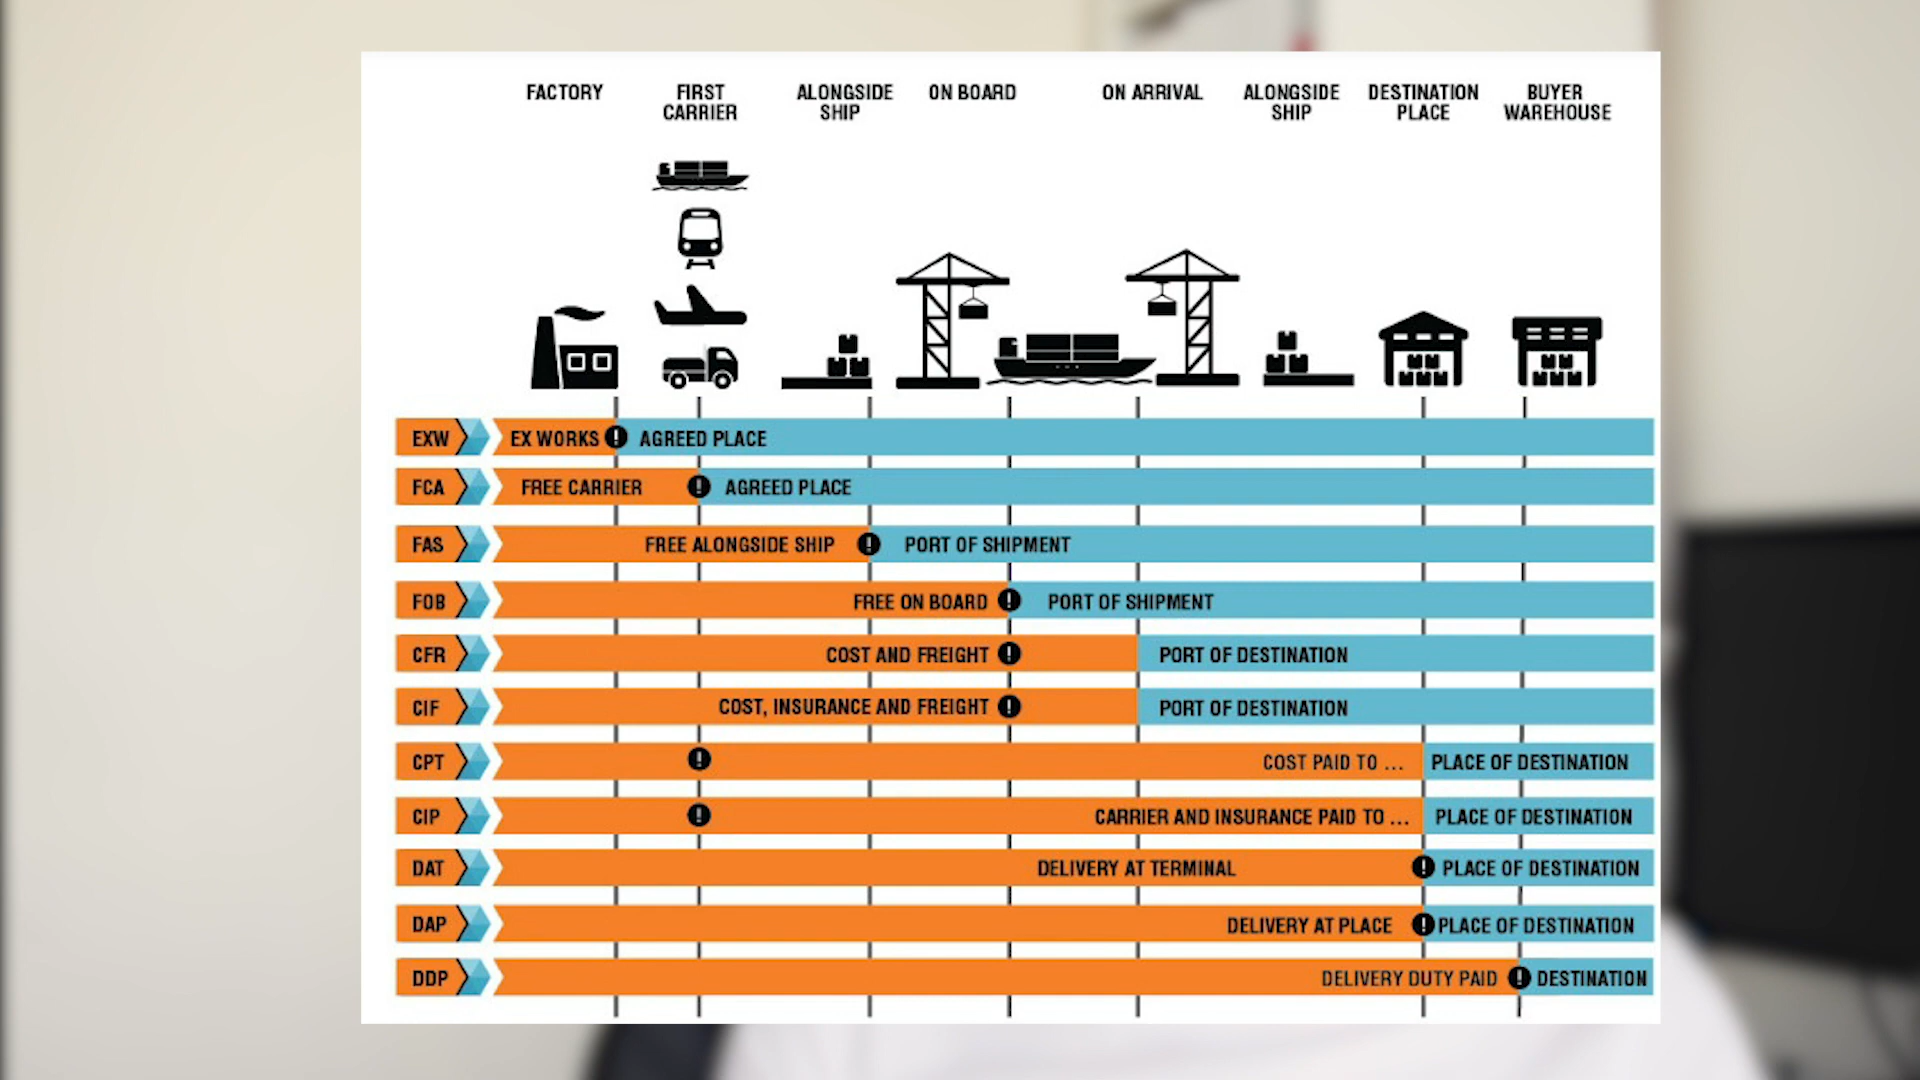 FACTORY
FIRST CARRIER
ALONGSIDE SHIP
ON BOARD
ON ARRIVAL
ALONGSIDE SHIP
DESTINATION PLACE
BUYER WAREHOUSE
EXW EX WORKS ! AGREED PLACE
FCA FREE CARRIER ! AGREED PLACE
FAS FREE ALONGSIDE SHIP ! PORT OF SHIPMENT
FOB FREE ON BOARD ! PORT OF SHIPMENT
CFR COST AND FREIGHT ! PORT OF DESTINATION
CIF COST, INSURANCE AND FREIGHT ! PORT OF DESTINATION
CPT ! COST PAID TO ... PLACE OF DESTINATION
CIP ! CARRIER AND INSURANCE PAID TO ... PLACE OF DESTINATION
DAT DELIVERY AT TERMINAL ! PLACE OF DESTINATION
DAP DELIVERY AT PLACE ! PLACE OF DESTINATION
DDP DELIVERY DUTY PAID ! DESTINATION